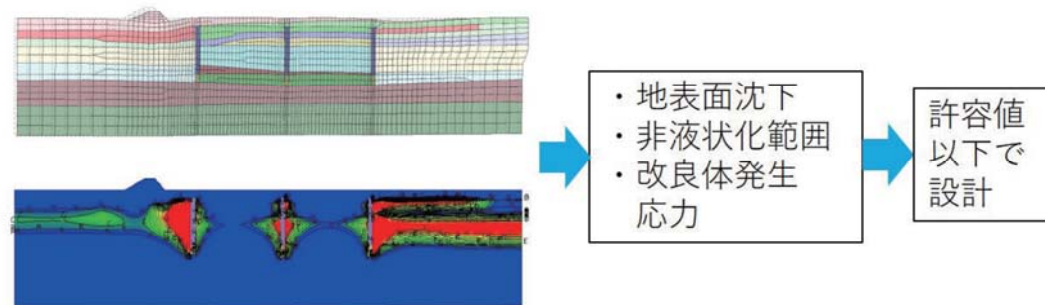 ・地表面沈下
・非液状化範囲
・改良体発生
応力
許容値
以下で
設計